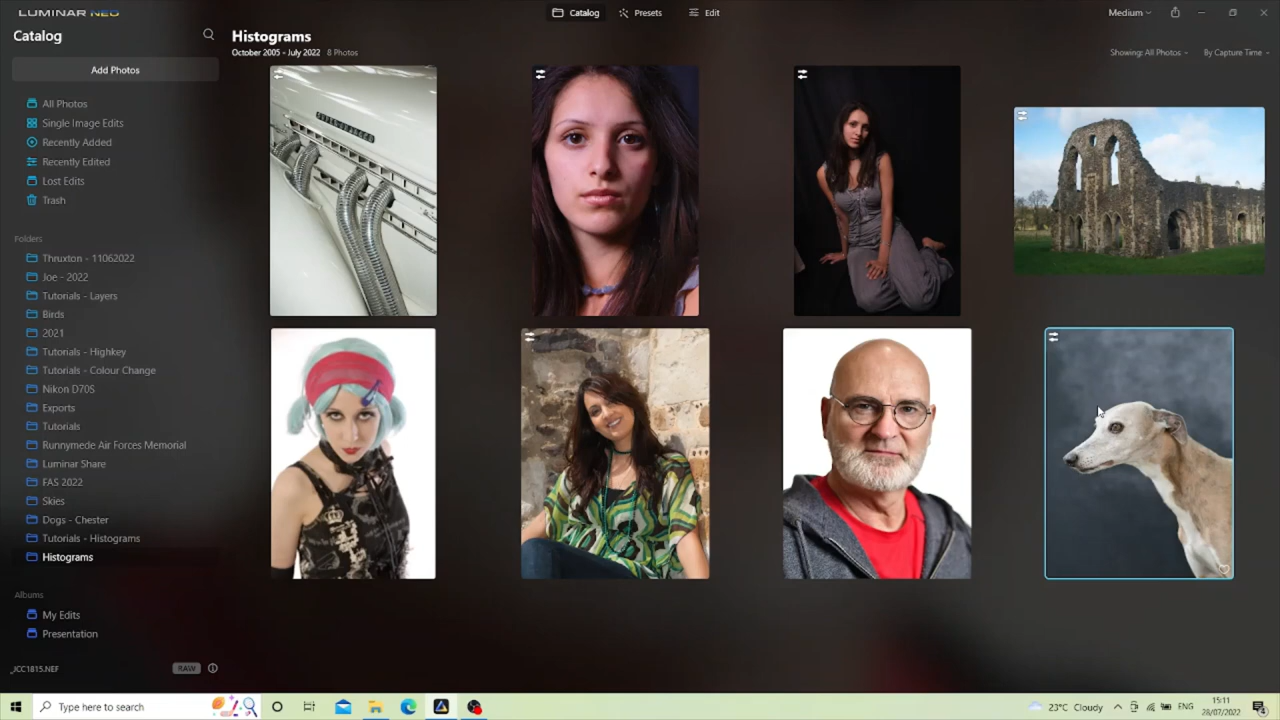 LUMINAR NEO
Catalog
Presets
Edit
Medium
Catalog
Histograms
October 2005 - July 2022 8 Photos
Showing: All Photos
By Capture Time
Add Photos
All Photos
Single Image Edits
Recently Added
Recently Edited
Lost Edits
Trash
Folders
Thruxton - 11062022
Joe - 2022
Tutorials - Layers
Birds
2021
Tutorials - Highkey
Tutorials - Colour Change
Nikon D70S
Exports
Tutorials
Runnymede Air Forces Memorial
Luminar Share
FAS 2022
Skies
Dogs - Chester
Tutorials - Histograms
Histograms
Albums
My Edits
Presentation
_JCC1815.NEF
RAW
Type here to search
23°C Cloudy
ENG
15:11
28/07/2022
4